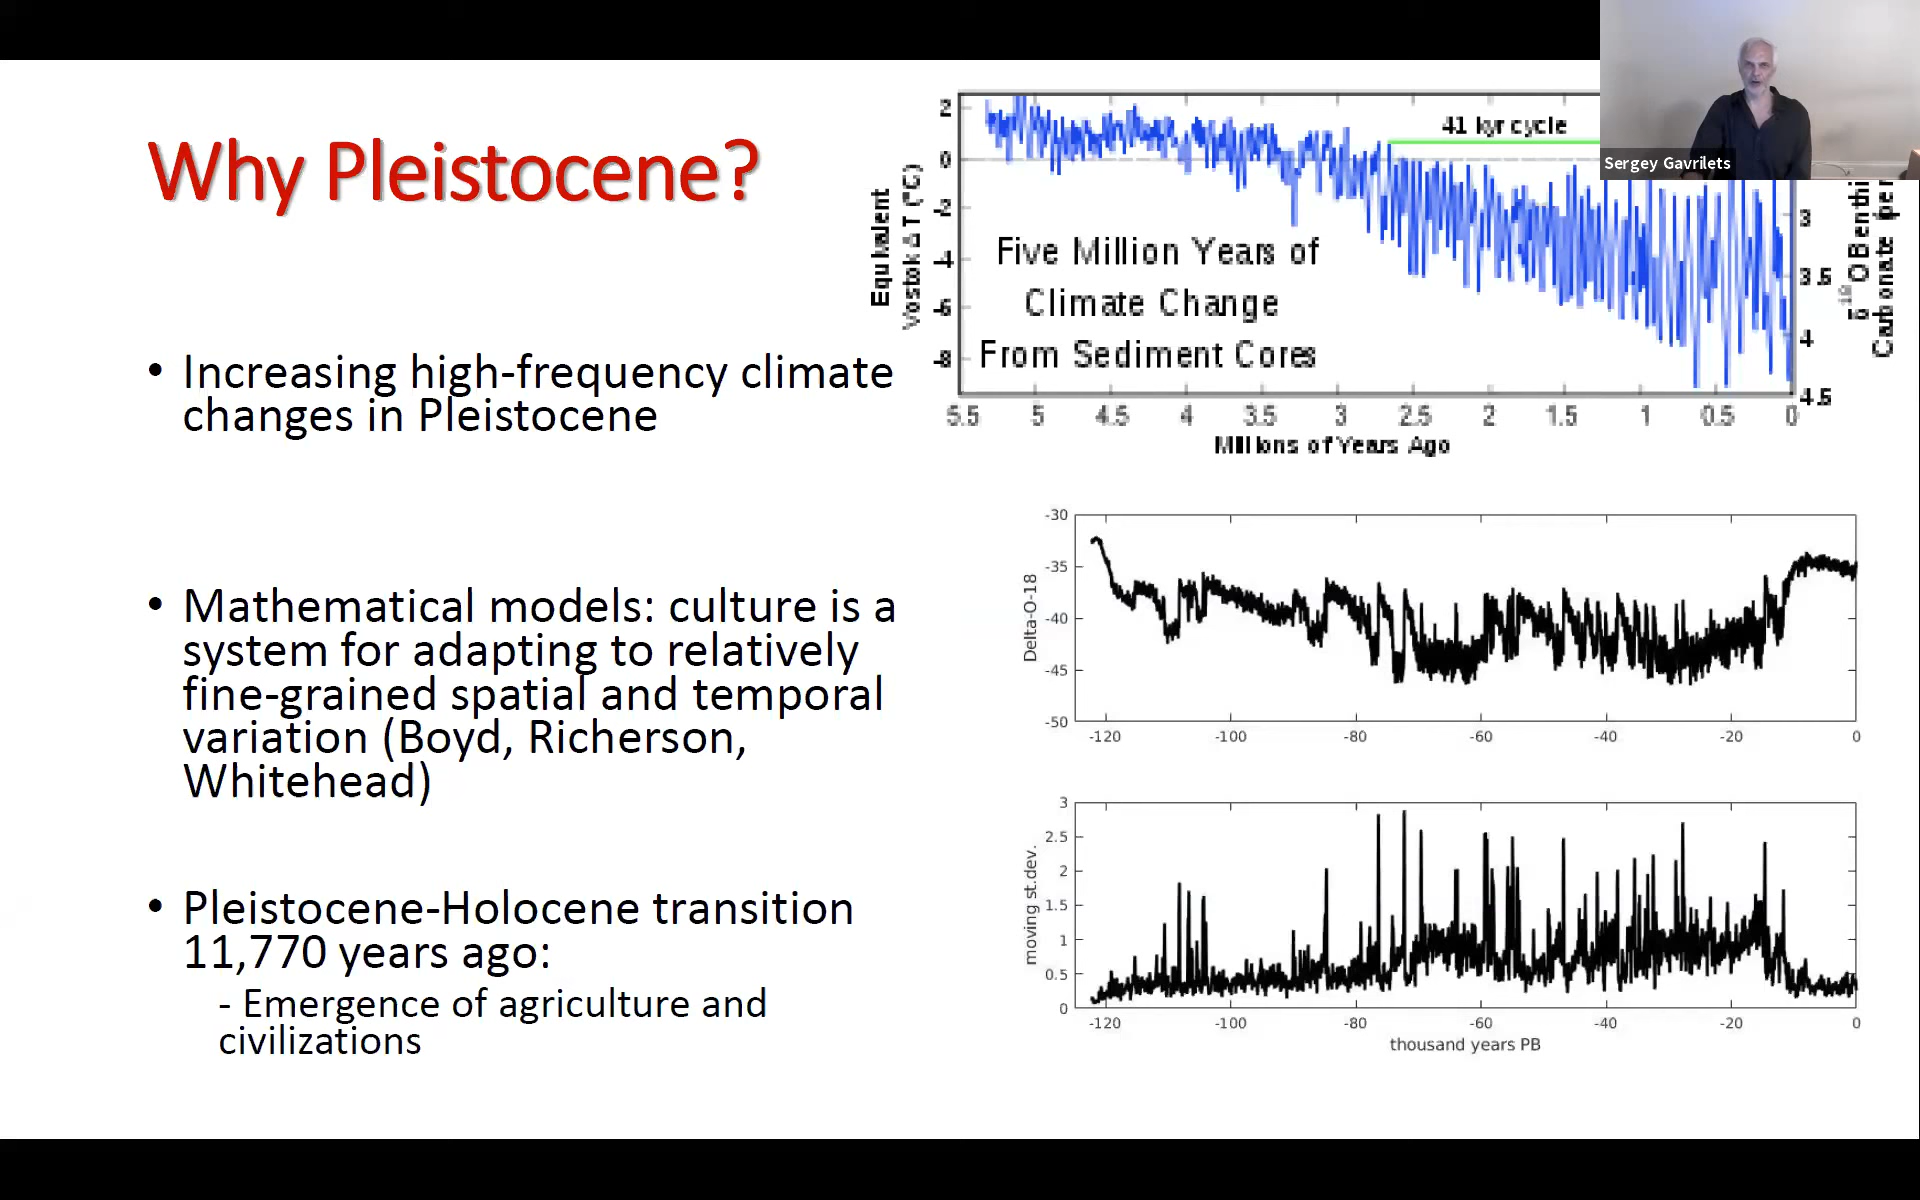 Why Pleistocene?
• Increasing high-frequency climate
changes in Pleistocene
• Mathematical models: culture is a
system for adapting to relatively
fine-grained spatial and temporal
variation (Boyd, Richerson,
Whitehead)
• Pleistocene-Holocene transition
11,770 years ago:
- Emergence of agriculture and
civilizations
Sergey Gavrilets
41 kyr cycle
Five Million Years of
Climate Change
From Sediment Cores
Equivalent
Vostok Δ T (°C)
2
0
-2
-4
-6
-8
3
3.5
4
4.5
δ18 O Benthi
Carbonate (per
5.5 5 4.5 4 3.5 3 2.5 2 1.5 1 0.5 0
Millions of Years Ago
Delta-O-18
-30
-35
-40
-45
-50
-120 -100 -80 -60 -40 -20 0
moving st.dev.
3
2.5
2
1.5
1
0.5
0
-120 -100 -80 -60 -40 -20 0
thousand years PB